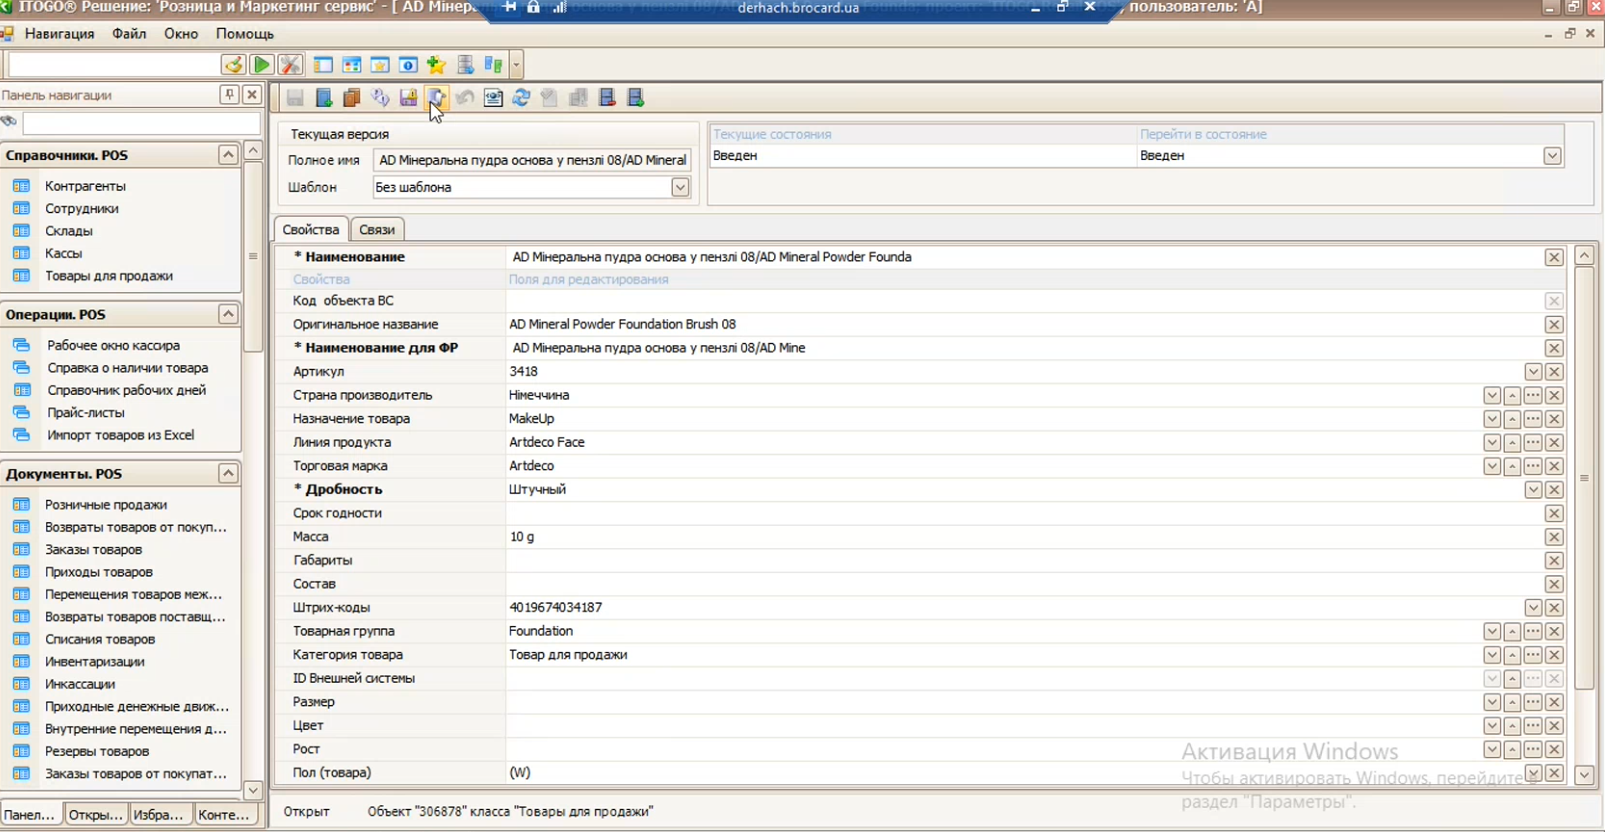 ITOGO® Решение: 'Розница и Маркетинг сервис' - [ AD Мінера
derhach.brocard.ua
, пользователь: 'А]
Навигация Файл Окно Помощь
Панель навигации
Справочники. POS
Контрагенты
Сотрудники
Склады
Кассы
Товары для продажи
Операции. POS
Рабочее окно кассира
Справка о наличии товара
Справочник рабочих дней
Прайс-листы
Импорт товаров из Excel
Документы. POS
Розничные продажи
Возвраты товаров от покуп...
Заказы товаров
Приходы товаров
Перемещения товаров меж...
Возвраты товаров поставщ...
Списания товаров
Инвентаризации
Инкассации
Приходные денежные движ...
Внутренние перемещения д...
Резервы товаров
Заказы товаров от покупат...
Панел... Откры... Избра... Конте...
Текущая версия
Полное имя AD Мінеральна пудра основа у пензлі 08/AD Mineral
Шаблон Без шаблона
Текущие состояния Перейти в состояние
Введен Введен
Свойства Связи
* Наименование AD Мінеральна пудра основа у пензлі 08/AD Mineral Powder Founda
Свойства Поля для редактирования
Код объекта ВС
Оригинальное название AD Mineral Powder Foundation Brush 08
* Наименование для ФР AD Мінеральна пудра основа у пензлі 08/AD Mine
Артикул 3418
Страна производитель Німеччина
Назначение товара MakeUp
Линия продукта Artdeco Face
Торговая марка Artdeco
* Дробность Штучный
Срок годности
Масса 10 g
Габариты
Состав
Штрих-коды 4019674034187
Товарная группа Foundation
Категория товара Товар для продажи
ID Внешней системы
Размер
Цвет
Рост
Пол (товара) (W)
Активация Windows
Чтобы активировать Windows, перейдите в
раздел "Параметры".
Открыт Объект "306878" класса "Товары для продажи"